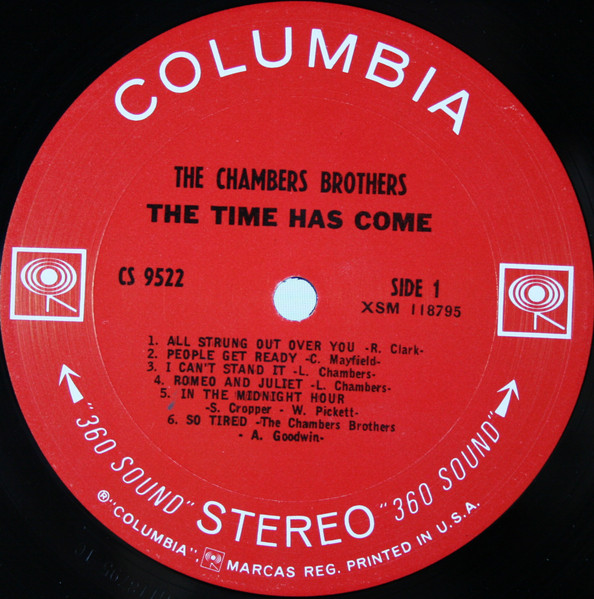 COLUMBIA
THE CHAMBERS BROTHERS
THE TIME HAS COME
CS 9522
SIDE 1
XSM 118795
1. ALL STRUNG OUT OVER YOU -R. Clark-
2. PEOPLE GET READY -C. Mayfield-
3. I CAN'T STAND IT -L. Chambers-
4. ROMEO AND JULIET -L. Chambers-
5. IN THE MIDNIGHT HOUR
-S. Cropper - W. Pickett-
6. SO TIRED -The Chambers Brothers
- A. Goodwin-
"360 SOUND" STEREO "360 SOUND"
®"COLUMBIA", MARCAS REG. PRINTED IN U.S.A.